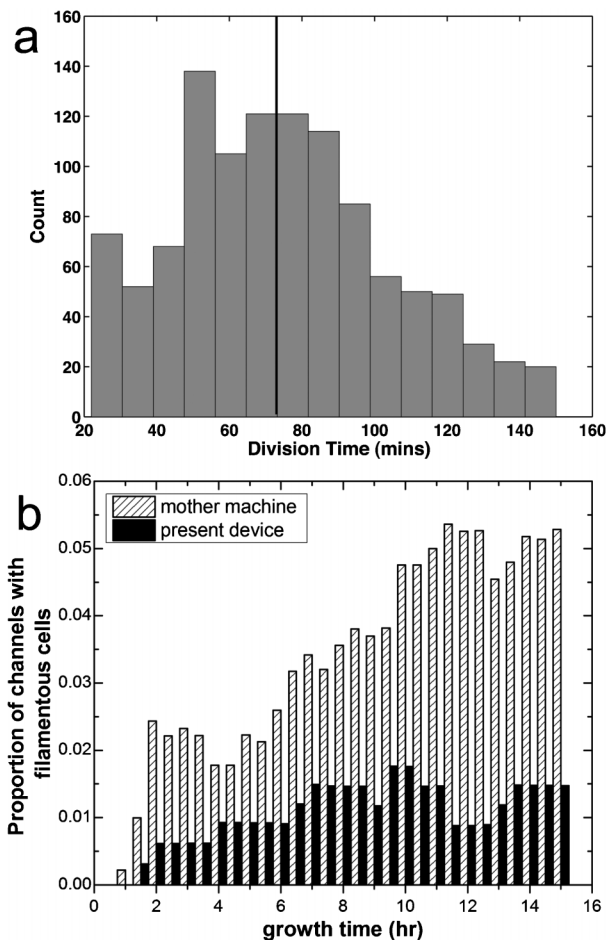 a
160
140
120
100
80
60
40
20
0
Count
20 40 60 80 100 120 140 160
Division Time (mins)
b
0.06
0.05
0.04
0.03
0.02
0.01
0.00
Proportion of channels with
filamentous cells
mother machine
present device
0 2 4 6 8 10 12 14 16
growth time (hr)